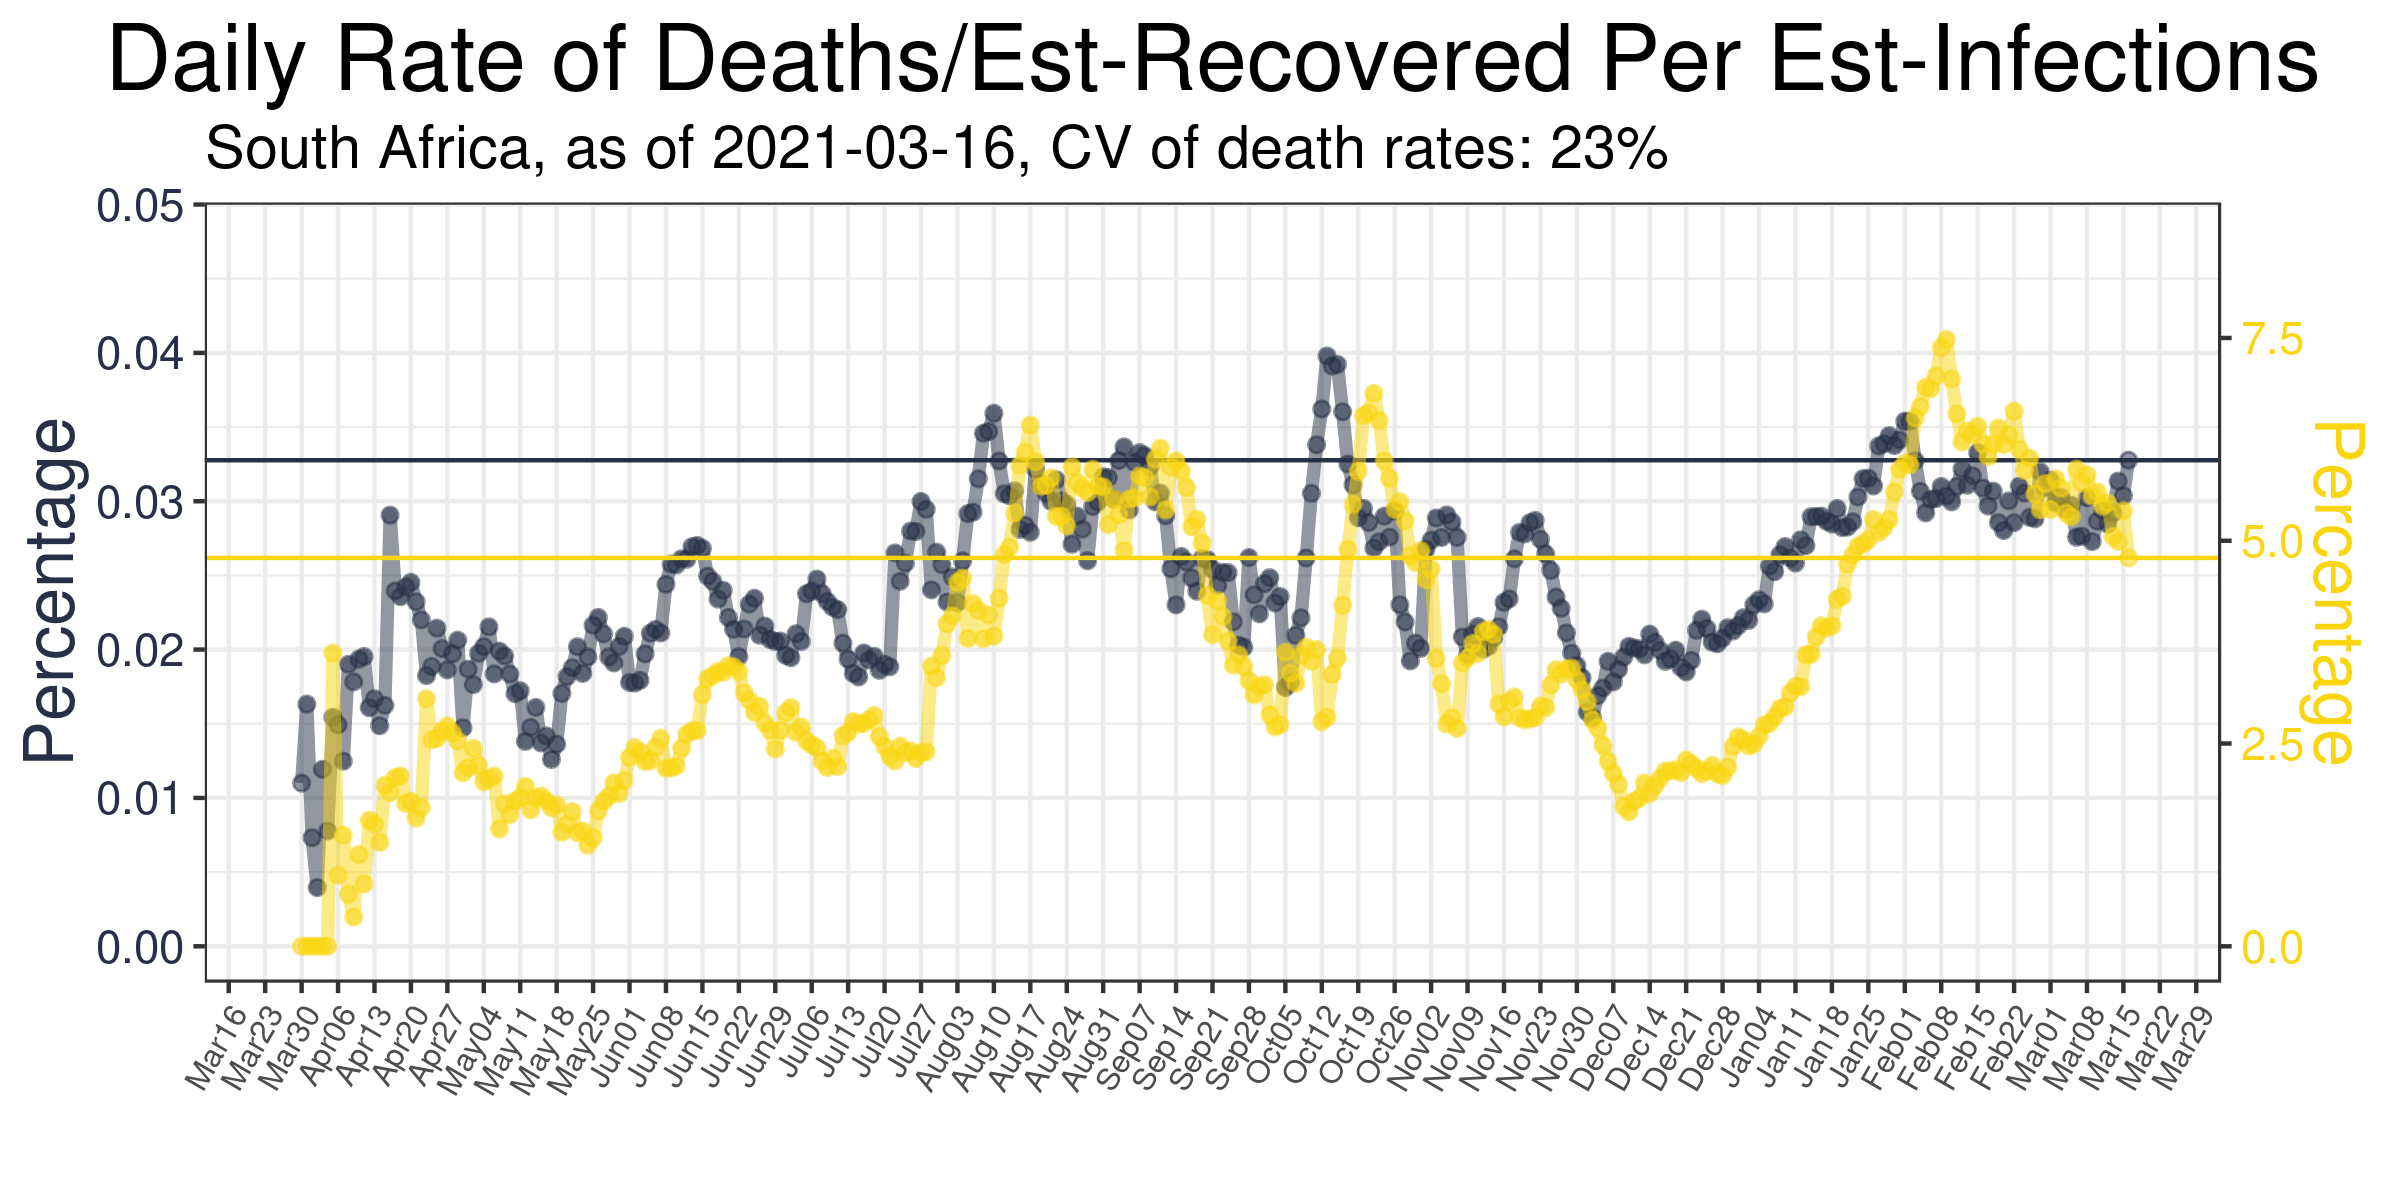 Daily Rate of Deaths/Est-Recovered Per Est-Infections
South Africa, as of 2021-03-16, CV of death rates: 23%
Percentage
0.05
0.04
0.03
0.02
0.01
0.00
7.5
5.0
2.5
0.0
Percentage
Mar16
Mar23
Mar30
Apr06
Apr13
Apr20
Apr27
May04
May11
May18
May25
Jun01
Jun08
Jun15
Jun22
Jun29
Jul06
Jul13
Jul20
Jul27
Aug03
Aug10
Aug17
Aug24
Aug31
Sep07
Sep14
Sep21
Sep28
Oct05
Oct12
Oct19
Oct26
Nov02
Nov09
Nov16
Nov23
Nov30
Dec07
Dec14
Dec21
Dec28
Jan04
Jan11
Jan18
Jan25
Feb01
Feb08
Feb15
Feb22
Mar01
Mar08
Mar15
Mar22
Mar29